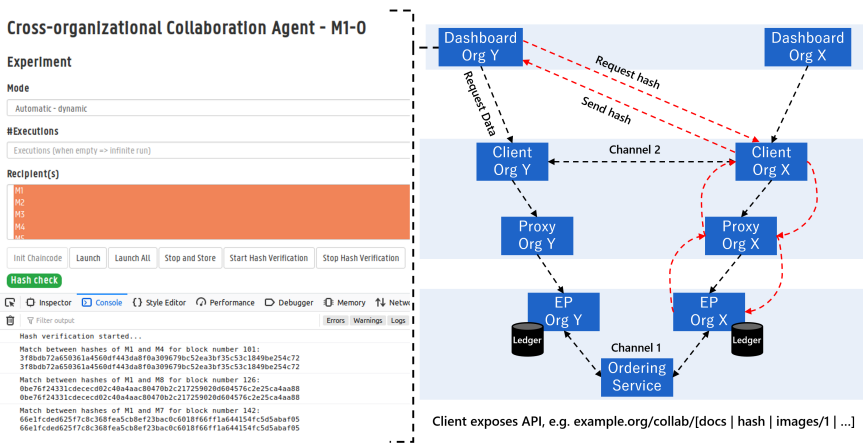 Cross-organizational Collaboration Agent - M1-O
Experiment
Mode
Automatic - dynamic
#Executions
Executions (when empty => infinite run)
Recipient(s)
M1
M2
M3
M4
M5
Init Chaincode
Launch
Launch All
Stop and Store
Start Hash Verification
Stop Hash Verification
Hash check
Inspector
Console
{} Style Editor
Performance
Debugger
Memory
Netwo
Filter output
Errors
Warnings
Logs
Hash verification started...
Match between hashes of M1 and M4 for block number 101:
3f8bdb72a650361a4560df443da8f0a309679bc52ea3bf35c53c1849be254c72
3f8bdb72a650361a4560df443da8f0a309679bc52ea3bf35c53c1849be254c72
Match between hashes of M1 and M8 for block number 126:
0be76f24331cdececd02c40a4aac80470b2c217259020d604576c2e25ca4aa88
0be76f24331cdececd02c40a4aac80470b2c217259020d604576c2e25ca4aa88
Match between hashes of M1 and M7 for block number 142:
66e1fcded625f7c8c368fea5cb8ef23bac0c6018f66ff1a644154fc5d5abaf05
66e1fcded625f7c8c368fea5cb8ef23bac0c6018f66ff1a644154fc5d5abaf05
Dashboard
Org Y
Dashboard
Org X
Request hash
Send hash
Request Data
Client
Org Y
Channel 2
Client
Org X
Proxy
Org Y
Proxy
Org X
EP
Org Y
EP
Org X
Ledger
Ledger
Channel 1
Ordering
Service
Client exposes API, e.g. example.org/collab/[docs | hash | images/1 | ...]